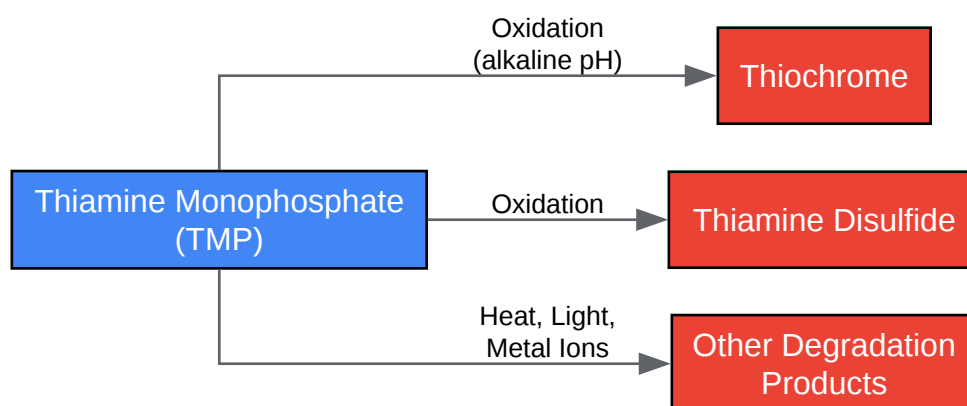 Oxidation
(alkaline pH)
Thiochrome
Thiamine Monophosphate
(TMP)
Oxidation
Thiamine Disulfide
Heat, Light,
Metal Ions
Other Degradation
Products